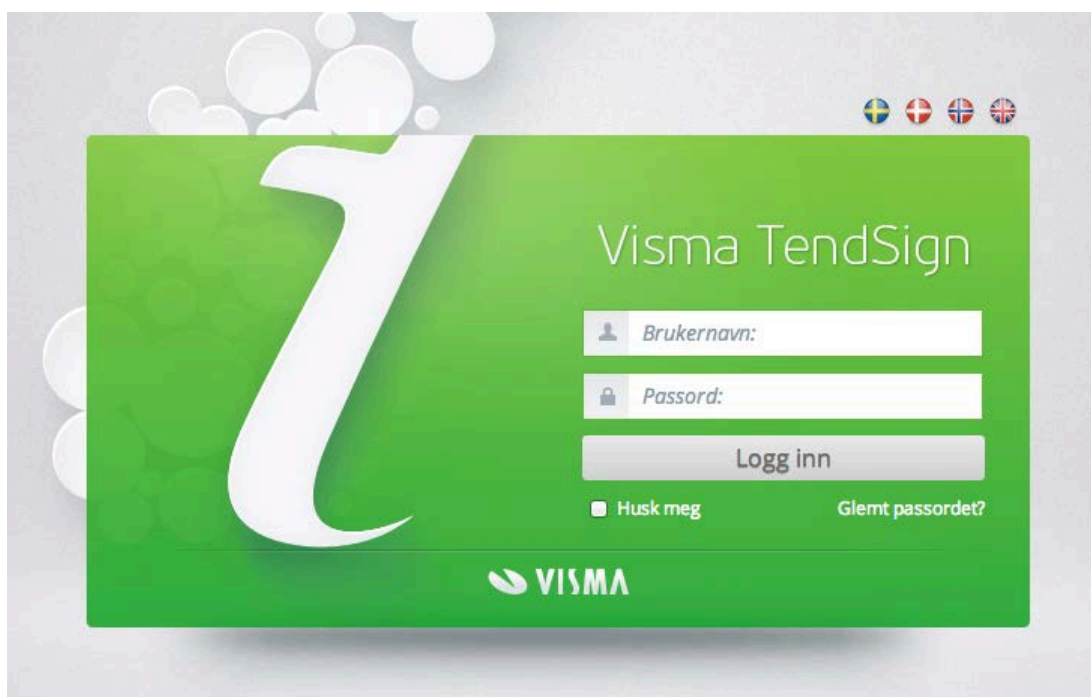 Visma TendSign
Brukernavn:
Passord:
Logg inn
Husk meg
Glemt passordet?
VISMA